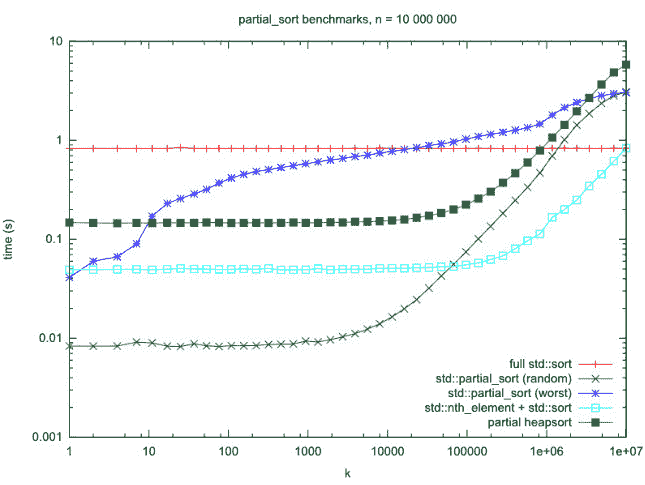 partial_sort benchmarks, n = 10 000 000
10
1
0.1
0.01
0.001
time (s)
full std::sort
std::partial_sort (random)
std::partial_sort (worst)
std::nth_element + std::sort
partial heapsort
1 10 100 1000 10000 100000 1e+06 1e+07
k